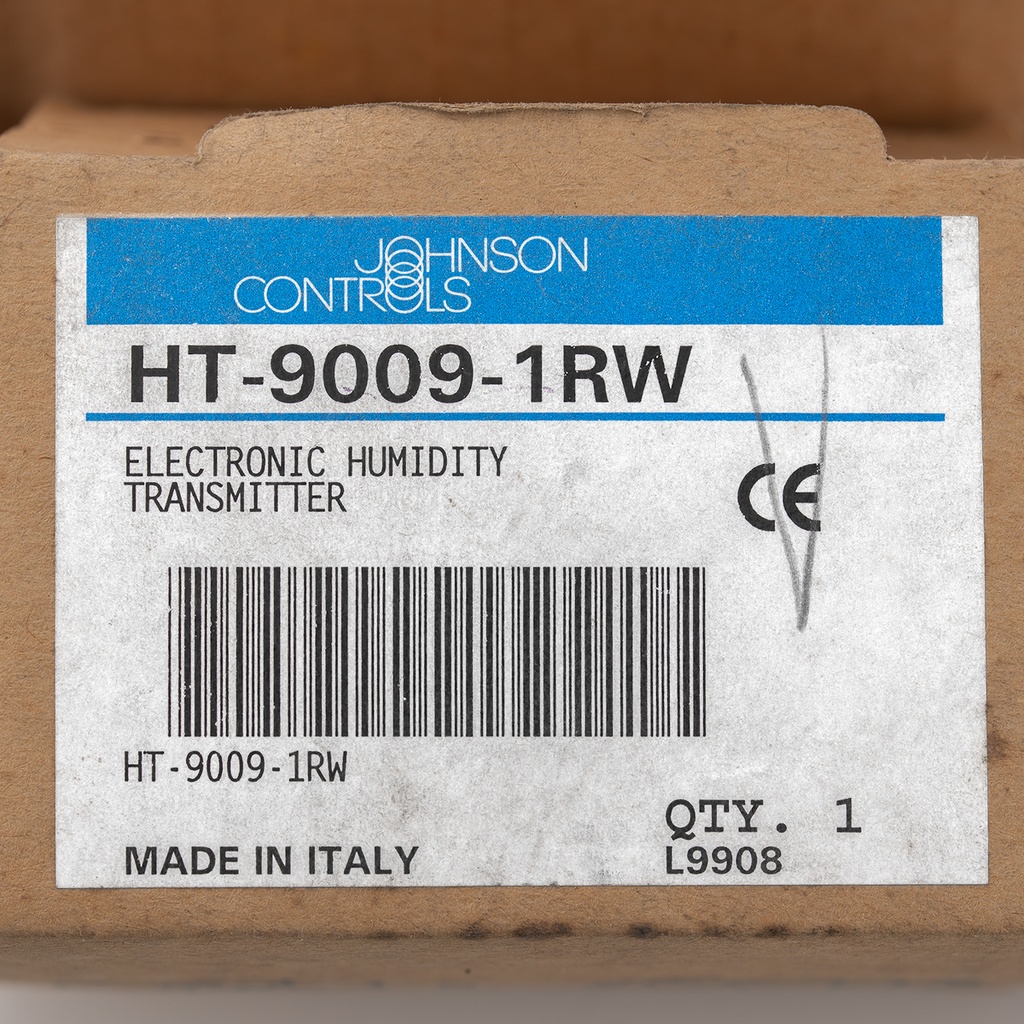 JOHNSON
CONTROLS
HT-9009-1RW
ELECTRONIC HUMIDITY
TRANSMITTER
CE
HT-9009-1RW
QTY. 1
MADE IN ITALY
L9908